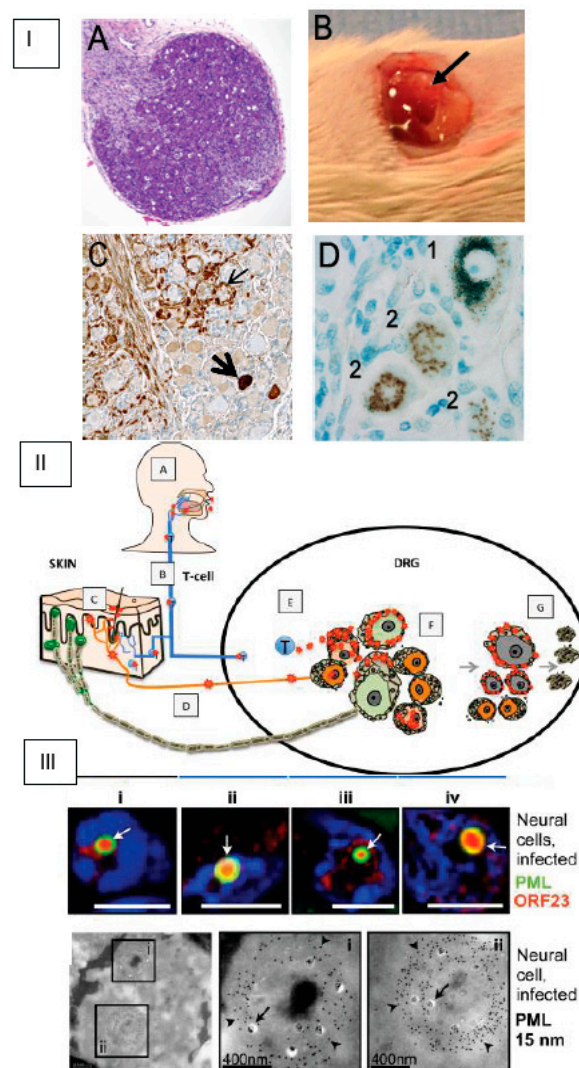 I
A
B
C
D
1
2
2
2
II
A
B
T-cell
SKIN
C
D
DRG
E
F
G
T
T
T
III
i
ii
iii
iv
Neural
cells,
infected
PML
ORF23
i
ii
i
ii
400nm
400nm
Neural
cell,
infected
PML
15 nm